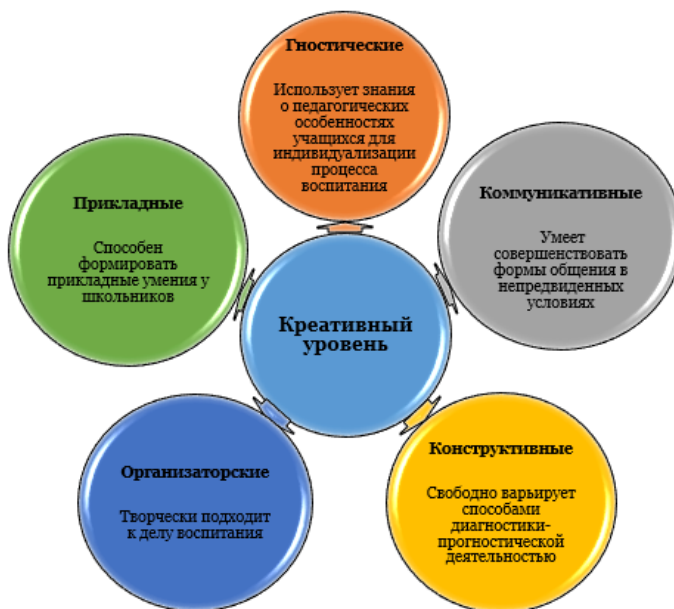 Гностические
Использует знания
о педагогических
особенностях
учащихся для
индивидуализации
процесса
воспитания
Коммуникативные
Умеет
совершенствовать
формы общения в
непредвиденных
условиях
Прикладные
Способен
формировать
прикладные умения у
школьников
Креативный
уровень
Организаторские
Творчески подходит
к делу воспитания
Конструктивные
Свободно варьирует
способами
диагностики-
прогностической
деятельностью